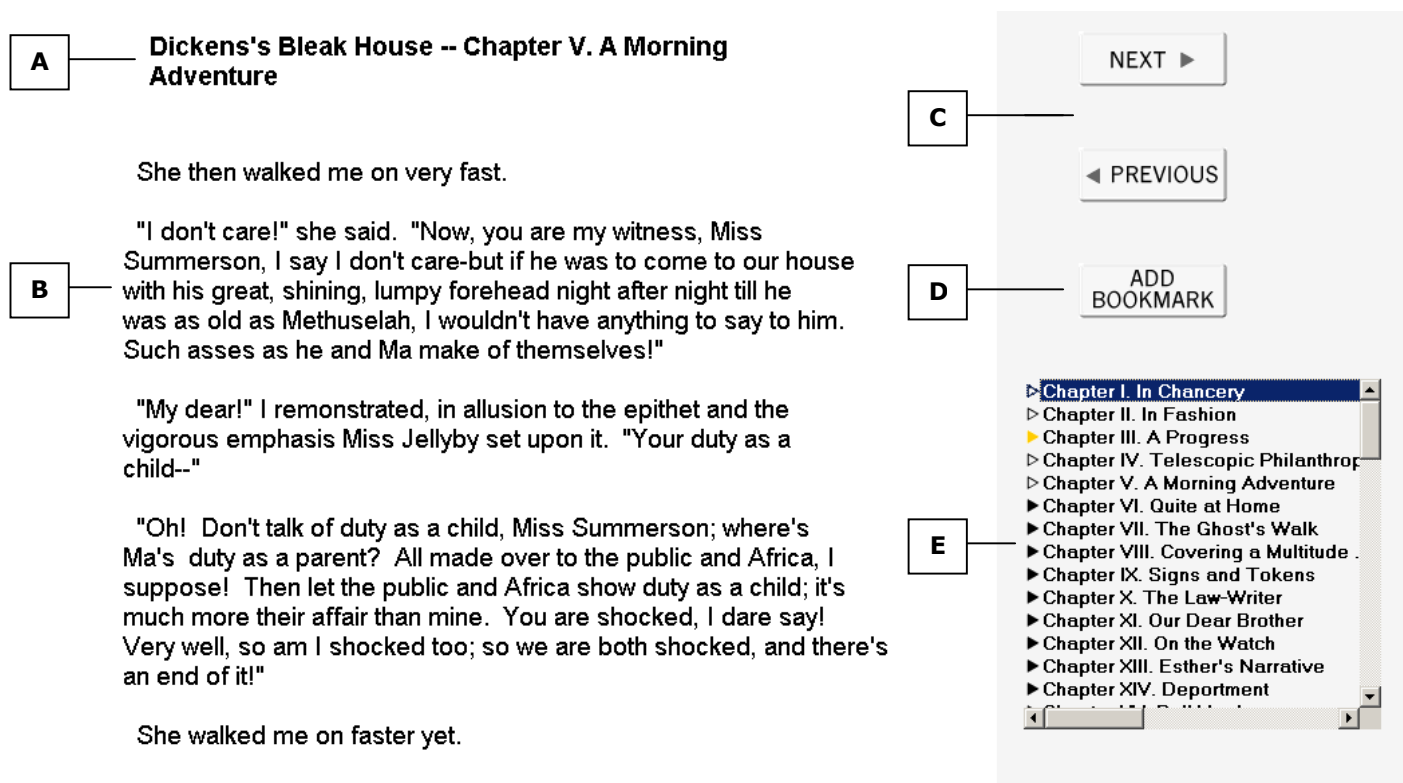 A
Dickens's Bleak House -- Chapter V. A Morning
Adventure
She then walked me on very fast.
"I don't care!" she said.  "Now, you are my witness, Miss
B
Summerson, I say I don't care-but if he was to come to our house
with his great, shining, lumpy forehead night after night till he
was as old as Methuselah, I wouldn't have anything to say to him.
Such asses as he and Ma make of themselves!"
"My dear!" I remonstrated, in allusion to the epithet and the
vigorous emphasis Miss Jellyby set upon it.  "Your duty as a
child--"
"Oh!  Don't talk of duty as a child, Miss Summerson; where's
Ma's  duty as a parent?  All made over to the public and Africa, I
suppose!  Then let the public and Africa show duty as a child; it's
much more their affair than mine.  You are shocked, I dare say!
Very well, so am I shocked too; so we are both shocked, and there's
an end of it!"
She walked me on faster yet.
NEXT
C
PREVIOUS
D
ADD
BOOKMARK
Chapter I. In Chancery
Chapter II. In Fashion
Chapter III. A Progress
Chapter IV. Telescopic Philanthrop
Chapter V. A Morning Adventure
Chapter VI. Quite at Home
Chapter VII. The Ghost's Walk
E
Chapter VIII. Covering a Multitude .
Chapter IX. Signs and Tokens
Chapter X. The Law-Writer
Chapter XI. Our Dear Brother
Chapter XII. On the Watch
Chapter XIII. Esther's Narrative
Chapter XIV. Deportment